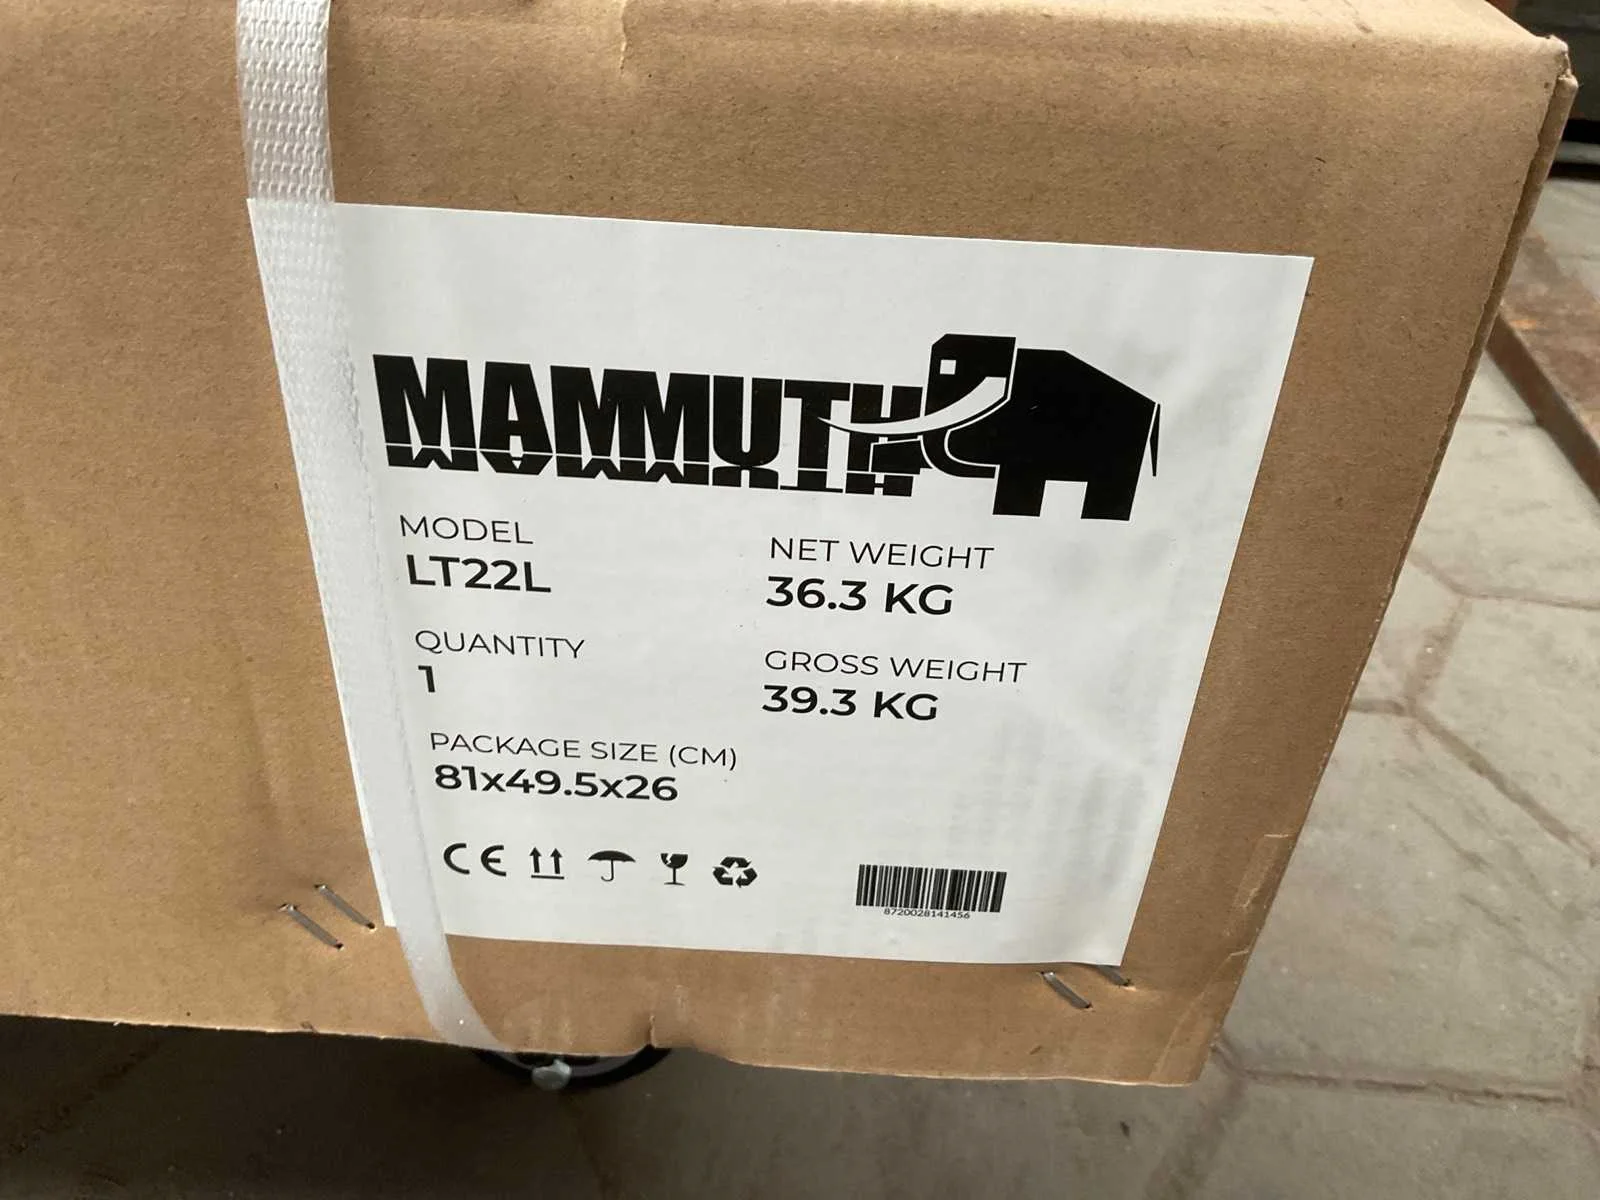 MAMMUTH
MODEL
LT22L
NET WEIGHT
36.3 KG
QUANTITY
1
GROSS WEIGHT
39.3 KG
PACKAGE SIZE (CM)
81x49.5x26
CE
8720028141456